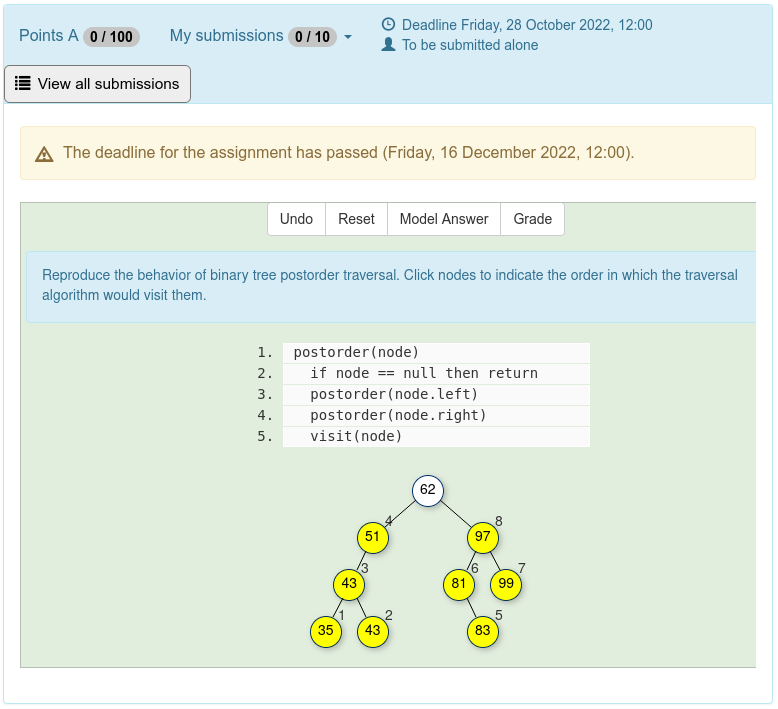 Points A 0 / 100 My submissions 0 / 10
Deadline Friday, 28 October 2022, 12:00
To be submitted alone
View all submissions
The deadline for the assignment has passed (Friday, 16 December 2022, 12:00).
Undo Reset Model Answer Grade
Reproduce the behavior of binary tree postorder traversal. Click nodes to indicate the order in which the traversal
algorithm would visit them.
1. postorder(node)
2. if node == null then return
3. postorder(node.left)
4. postorder(node.right)
5. visit(node)
62
4 8
51 97
3 6 7
43 81 99
1 2 5
35 43 83